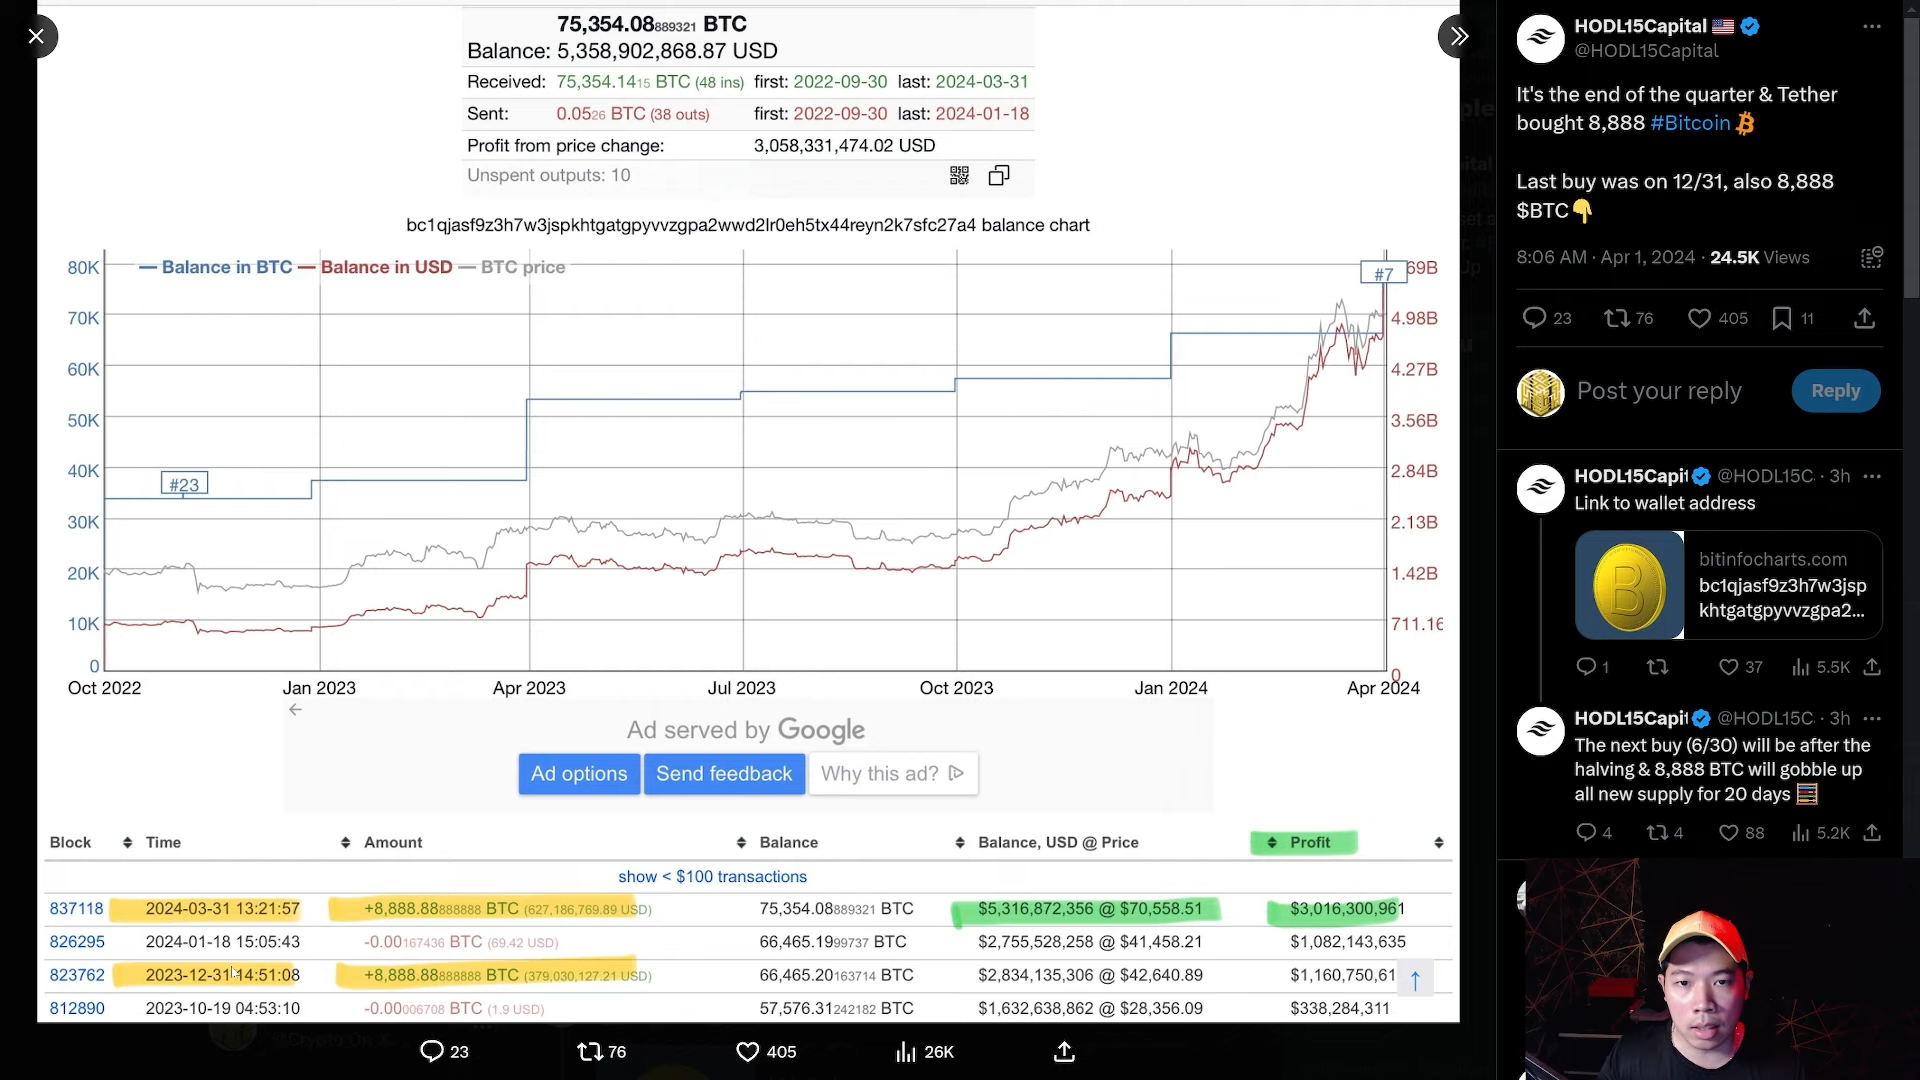 75,354.08889321 BTC
Balance: 5,358,902,868.87 USD
Received: 75,354.1415 BTC (48 ins) first: 2022-09-30 last: 2024-03-31
Sent: 0.0526 BTC (38 outs) first: 2022-09-30 last: 2024-01-18
Profit from price change: 3,058,331,474.02 USD
Unspent outputs: 10
bc1qjasf9z3h7w3jspkhtgatgpyvvzgpa2wwd2lr0eh5tx44reyn2k7sfc27a4 balance chart
Balance in BTC Balance in USD BTC price
80K
70K
60K
50K
40K
30K
20K
10K
0
#23
#7
69B
4.98B
4.27B
3.56B
2.84B
2.13B
1.42B
711.16
0
Oct 2022 Jan 2023 Apr 2023 Jul 2023 Oct 2023 Jan 2024 Apr 2024
Ad served by Google
Ad options Send feedback Why this ad?
Block Time Amount Balance Balance, USD @ Price Profit
show < $100 transactions
837118 2024-03-31 13:21:57 +8,888.88888888 BTC (627,186,769.89 USD) 75,354.08889321 BTC $5,316,872,356 @ $70,558.51 $3,016,300,961
826295 2024-01-18 15:05:43 -0.00167436 BTC (69.42 USD) 66,465.1999737 BTC $2,755,528,258 @ $41,458.21 $1,082,143,635
823762 2023-12-31 14:51:08 +8,888.88888888 BTC (379,030,127.21 USD) 66,465.20163714 BTC $2,834,135,306 @ $42,640.89 $1,160,750,61
812890 2023-10-19 04:53:10 -0.00006708 BTC (1.9 USD) 57,576.31242182 BTC $1,632,638,862 @ $28,356.09 $338,284,311
23 76 405 26K
HODL15Capital
@HODL15Capital
It's the end of the quarter & Tether
bought 8,888 #Bitcoin
Last buy was on 12/31, also 8,888
$BTC
8:06 AM · Apr 1, 2024 · 24.5K Views
23 76 405 11
Post your reply
Reply
HODL15Capit @HODL15C · 3h
Link to wallet address
bitinfocharts.com
bc1qjasf9z3h7w3jsp
khtgatgpyvvzgpa2...
1 37 5.5K
HODL15Capit @HODL15C · 3h
The next buy (6/30) will be after the
halving & 8,888 BTC will gobble up
all new supply for 20 days
4 4 88 5.2K